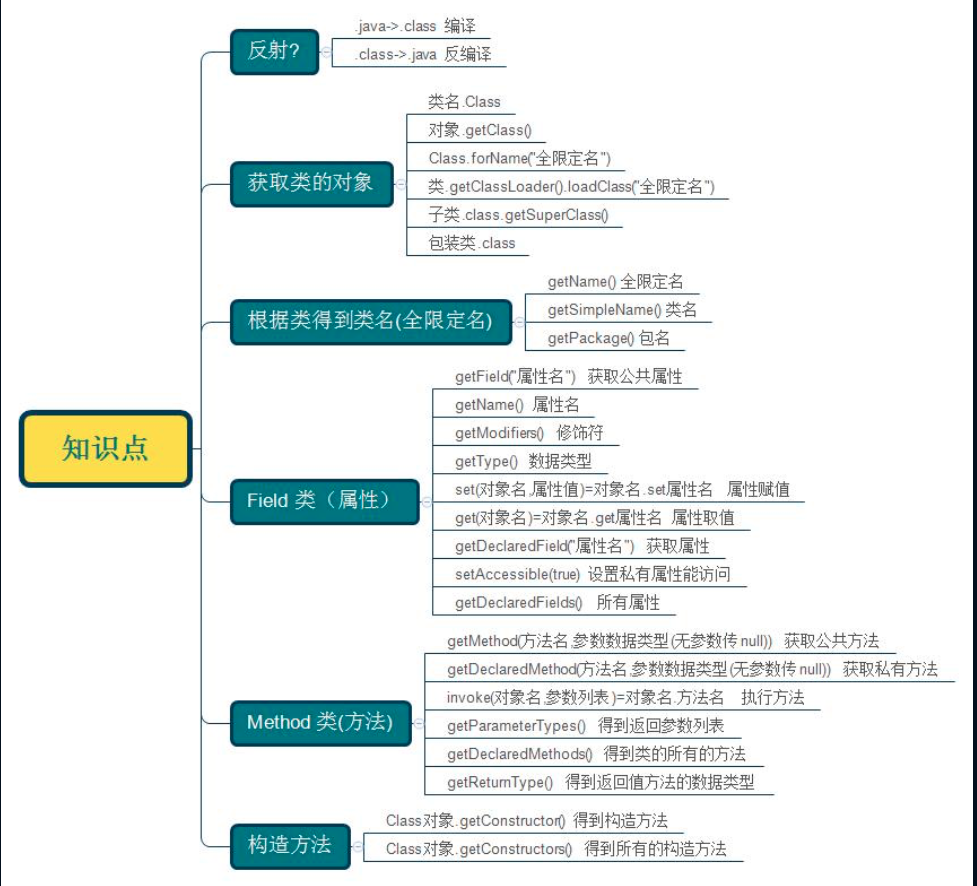 反射?
.java->.class 编译
.class->.java 反编译
获取类的对象
类名.Class
对象.getClass()
Class.forName("全限定名")
类.getClassLoader().loadClass("全限定名")
子类.class.getSuperClass()
包装类.class
根据类得到类名(全限定名)
getName() 全限定名
getSimpleName() 类名
getPackage() 包名
知识点
Field 类（属性）
getField("属性名") 获取公共属性
getName() 属性名
getModifiers() 修饰符
getType() 数据类型
set(对象名,属性值)=对象名.set属性名 属性赋值
get(对象名)=对象名.get属性名 属性取值
getDeclaredField("属性名") 获取属性
setAccessible(true) 设置私有属性能访问
getDeclaredFields() 所有属性
Method 类(方法)
getMethod(方法名,参数数据类型(无参数传 null)) 获取公共方法
getDeclaredMethod(方法名,参数数据类型(无参数传 null)) 获取私有方法
invoke(对象名,参数列表)=对象名.方法名 执行方法
getParameterTypes() 得到返回参数列表
getDeclaredMethods() 得到类的所有的方法
getReturnType() 得到返回值方法的数据类型
构造方法
Class对象.getConstructor() 得到构造方法
Class对象.getConstructors() 得到所有的构造方法